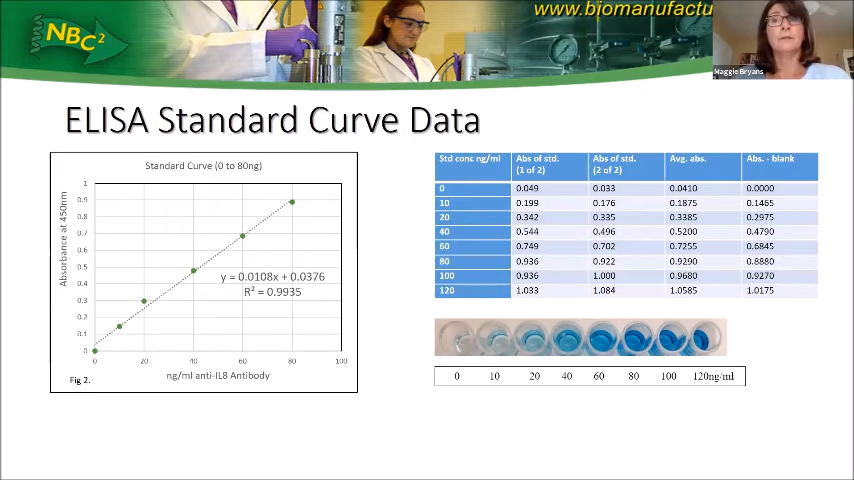 NBC²
www.biomanufactu
Maggie Bryans
ELISA Standard Curve Data
Standard Curve (0 to 80ng)
Absorbance at 450nm
1
0.9
0.8
0.7
0.6
0.5
0.4
0.3
0.2
0.1
0
y = 0.0108x + 0.0376
R² = 0.9935
0 20 40 60 80 100
ng/ml anti-IL8 Antibody
Fig 2.
Std conc ng/ml Abs of std. (1 of 2) Abs of std. (2 of 2) Avg. abs. Abs. - blank
0 0.049 0.033 0.0410 0.0000
10 0.199 0.176 0.1875 0.1465
20 0.342 0.335 0.3385 0.2975
40 0.544 0.496 0.5200 0.4790
60 0.749 0.702 0.7255 0.6845
80 0.936 0.922 0.9290 0.8880
100 0.936 1.000 0.9680 0.9270
120 1.033 1.084 1.0585 1.0175
0 10 20 40 60 80 100 120ng/ml